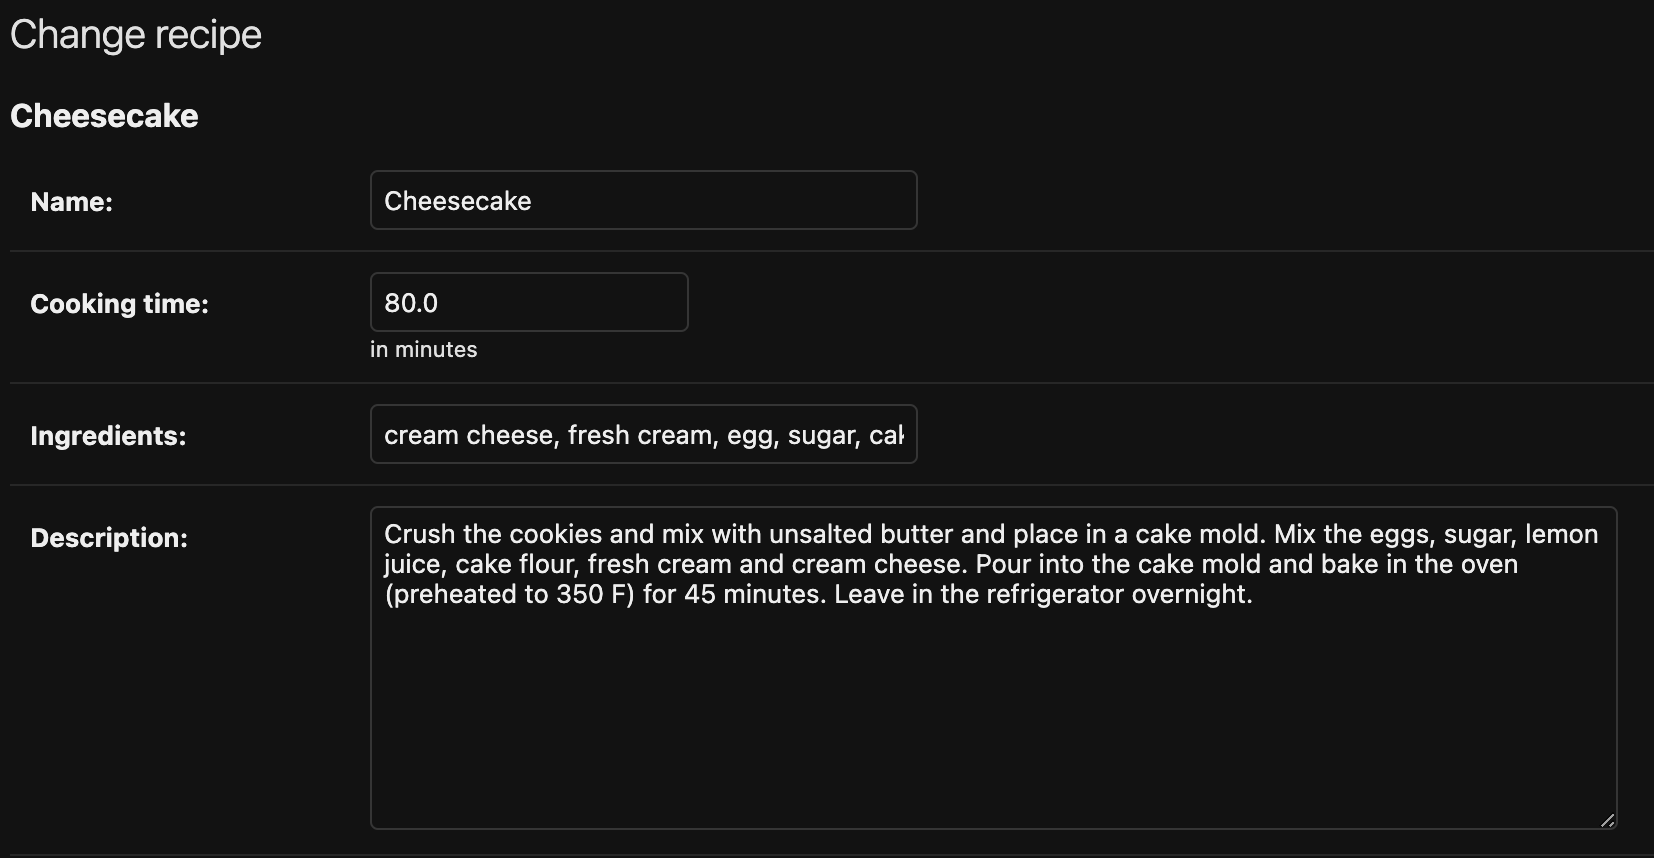 Change recipe
Cheesecake
Name:
Cheesecake
Cooking time:
80.0
in minutes
Ingredients:
cream cheese, fresh cream, egg, sugar,
Description:
Crush the cookies and mix with unsalted butter and place in a cake mold. Mix the eggs, sugar, lemon
juice, cake flour, fresh cream and cream cheese. Pour into the cake mold and bake in the oven
(preheated to 350 F) for 45 minutes. Leave in the refrigerator overnight.